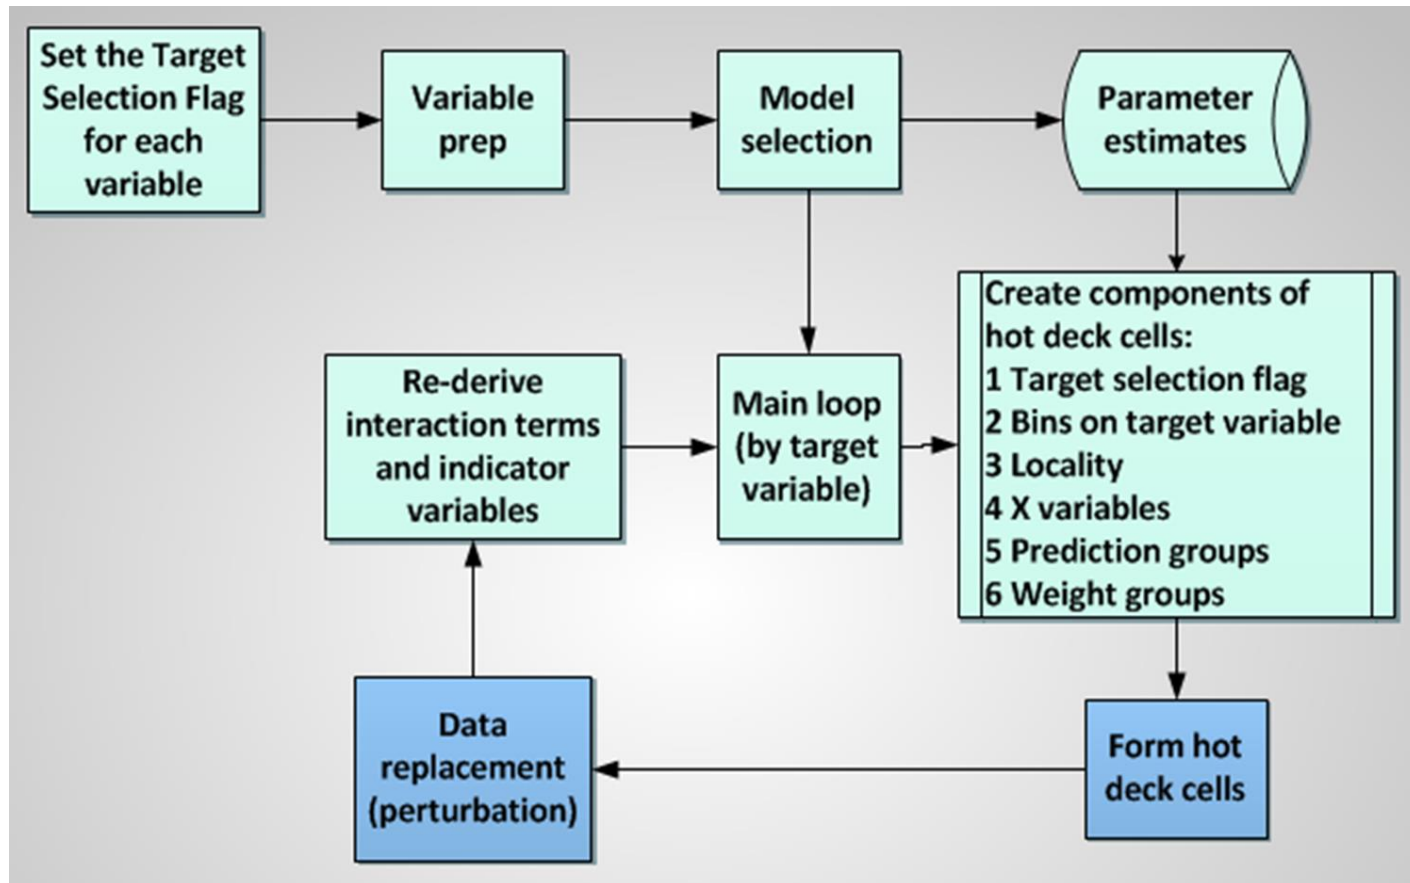 Set the Target
Selection Flag
for each
variable
Variable
prep
Model
selection
Parameter
estimates
Re-derive
interaction terms
and indicator
variables
Main loop
(by target
variable)
Create components of
hot deck cells:
1 Target selection flag
2 Bins on target variable
3 Locality
4 X variables
5 Prediction groups
6 Weight groups
Data
replacement
(perturbation)
Form hot
deck cells